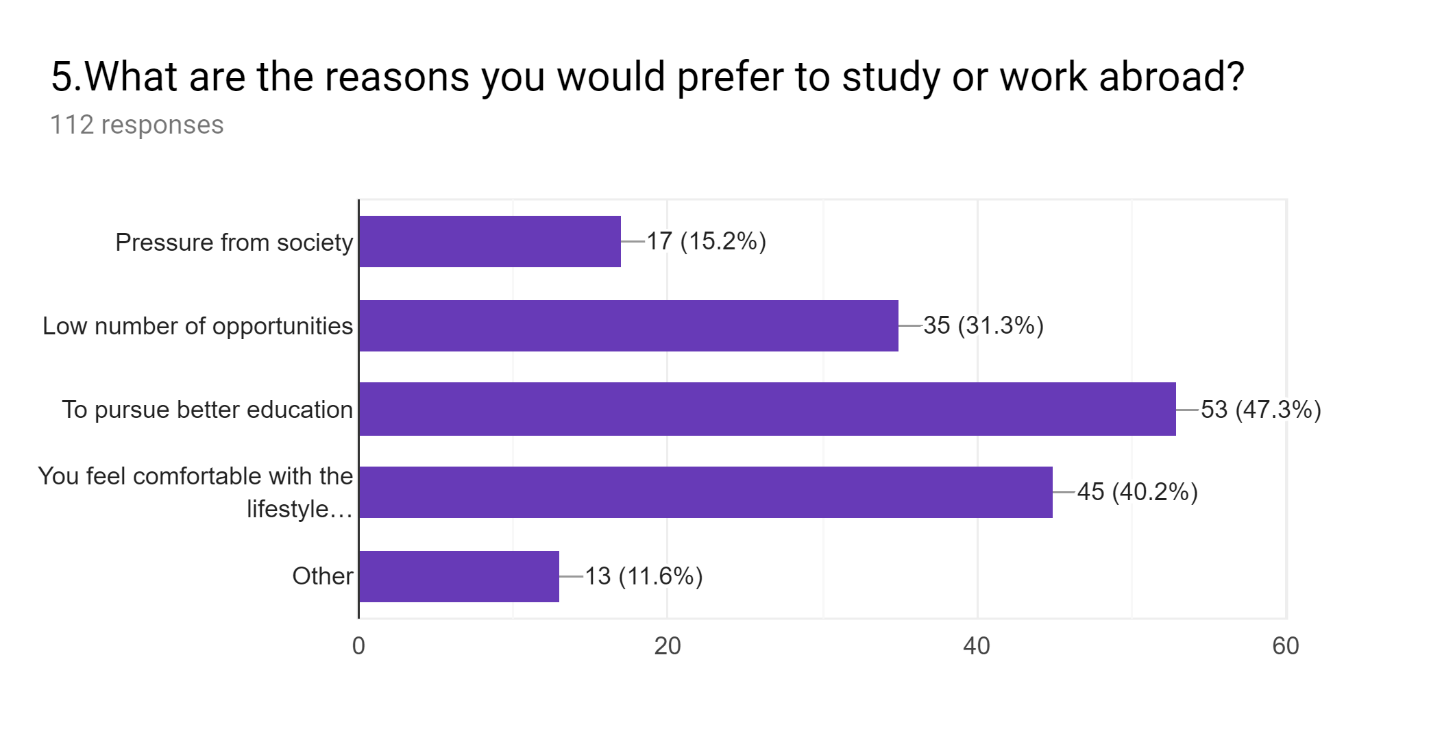 5.What are the reasons you would prefer to study or work abroad?
112 responses
Pressure from society
17 (15.2%)
Low number of opportunities
35 (31.3%)
To pursue better education
53 (47.3%)
You feel comfortable with the
lifestyle…
45 (40.2%)
Other
13 (11.6%)
0 20 40 60